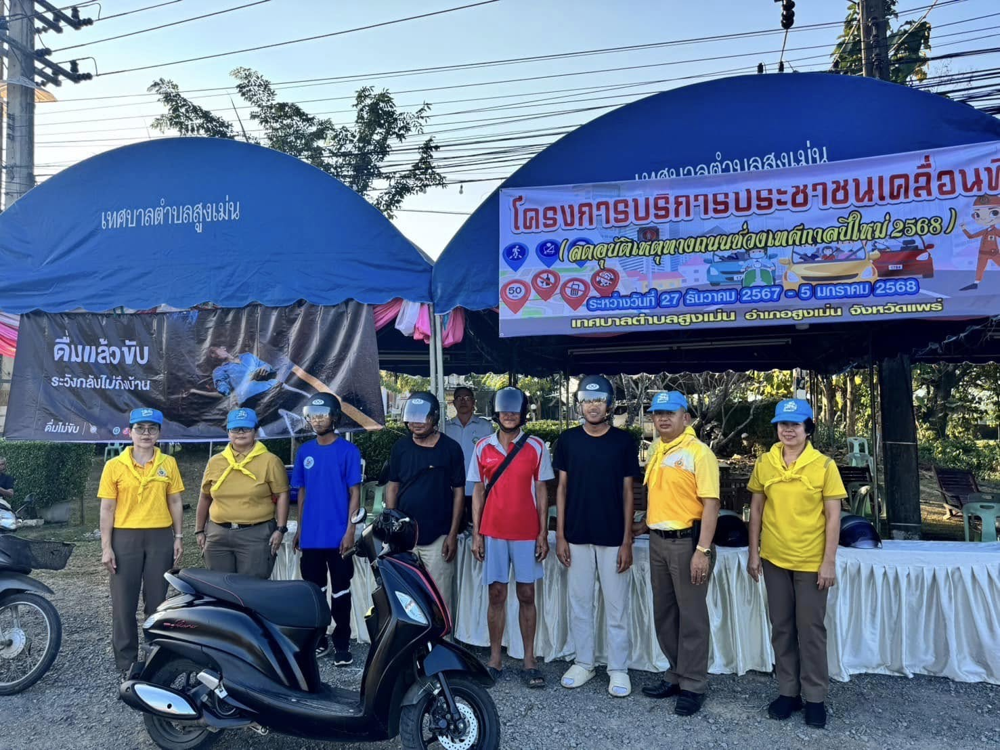 เทศบาลตำบลสูงเม่น
เทศบาลตำบลสูงเม่น
โครงการบริการประชาชนเคลื่อนที่
(ลดอุบัติเหตุทางถนนช่วงเทศกาลปีใหม่ 2568)
50
ระหว่างวันที่ 27 ธันวาคม 2567 - 5 มกราคม 2568
เทศบาลตำบลสูงเม่น อำเภอสูงเม่น จังหวัดแพร่
ดื่มแล้วขับ
ระวังกลับไม่ถึงบ้าน
ดื่มไม่ขับ